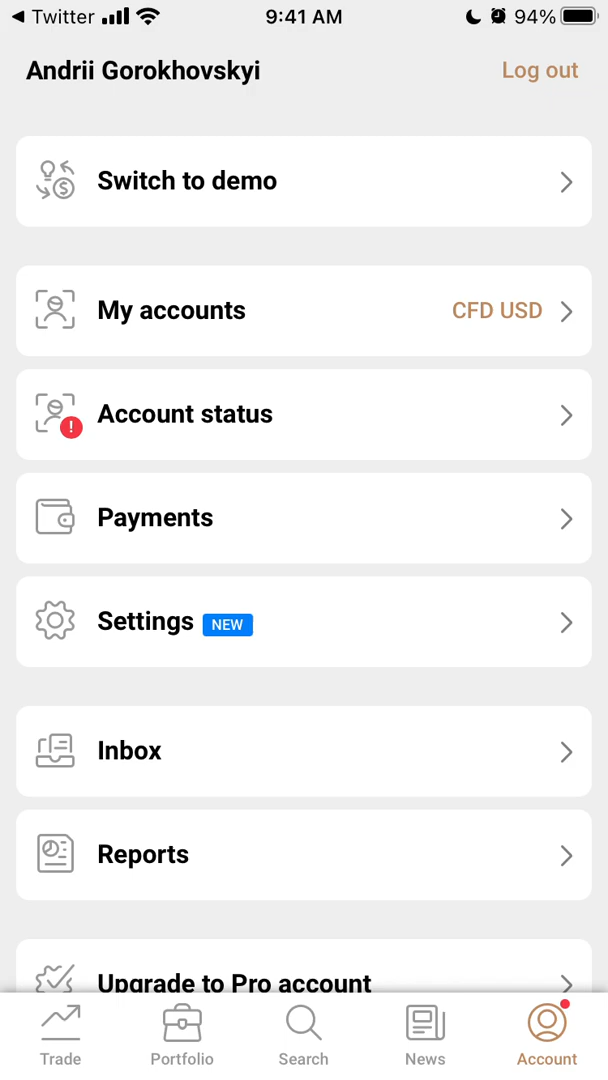 Twitter 9:41 AM 94%
Andrii Gorokhovskyi Log out
Switch to demo
My accounts CFD USD
Account status
Payments
Settings NEW
Inbox
Reports
Upgrade to Pro account
Trade Portfolio Search News Account